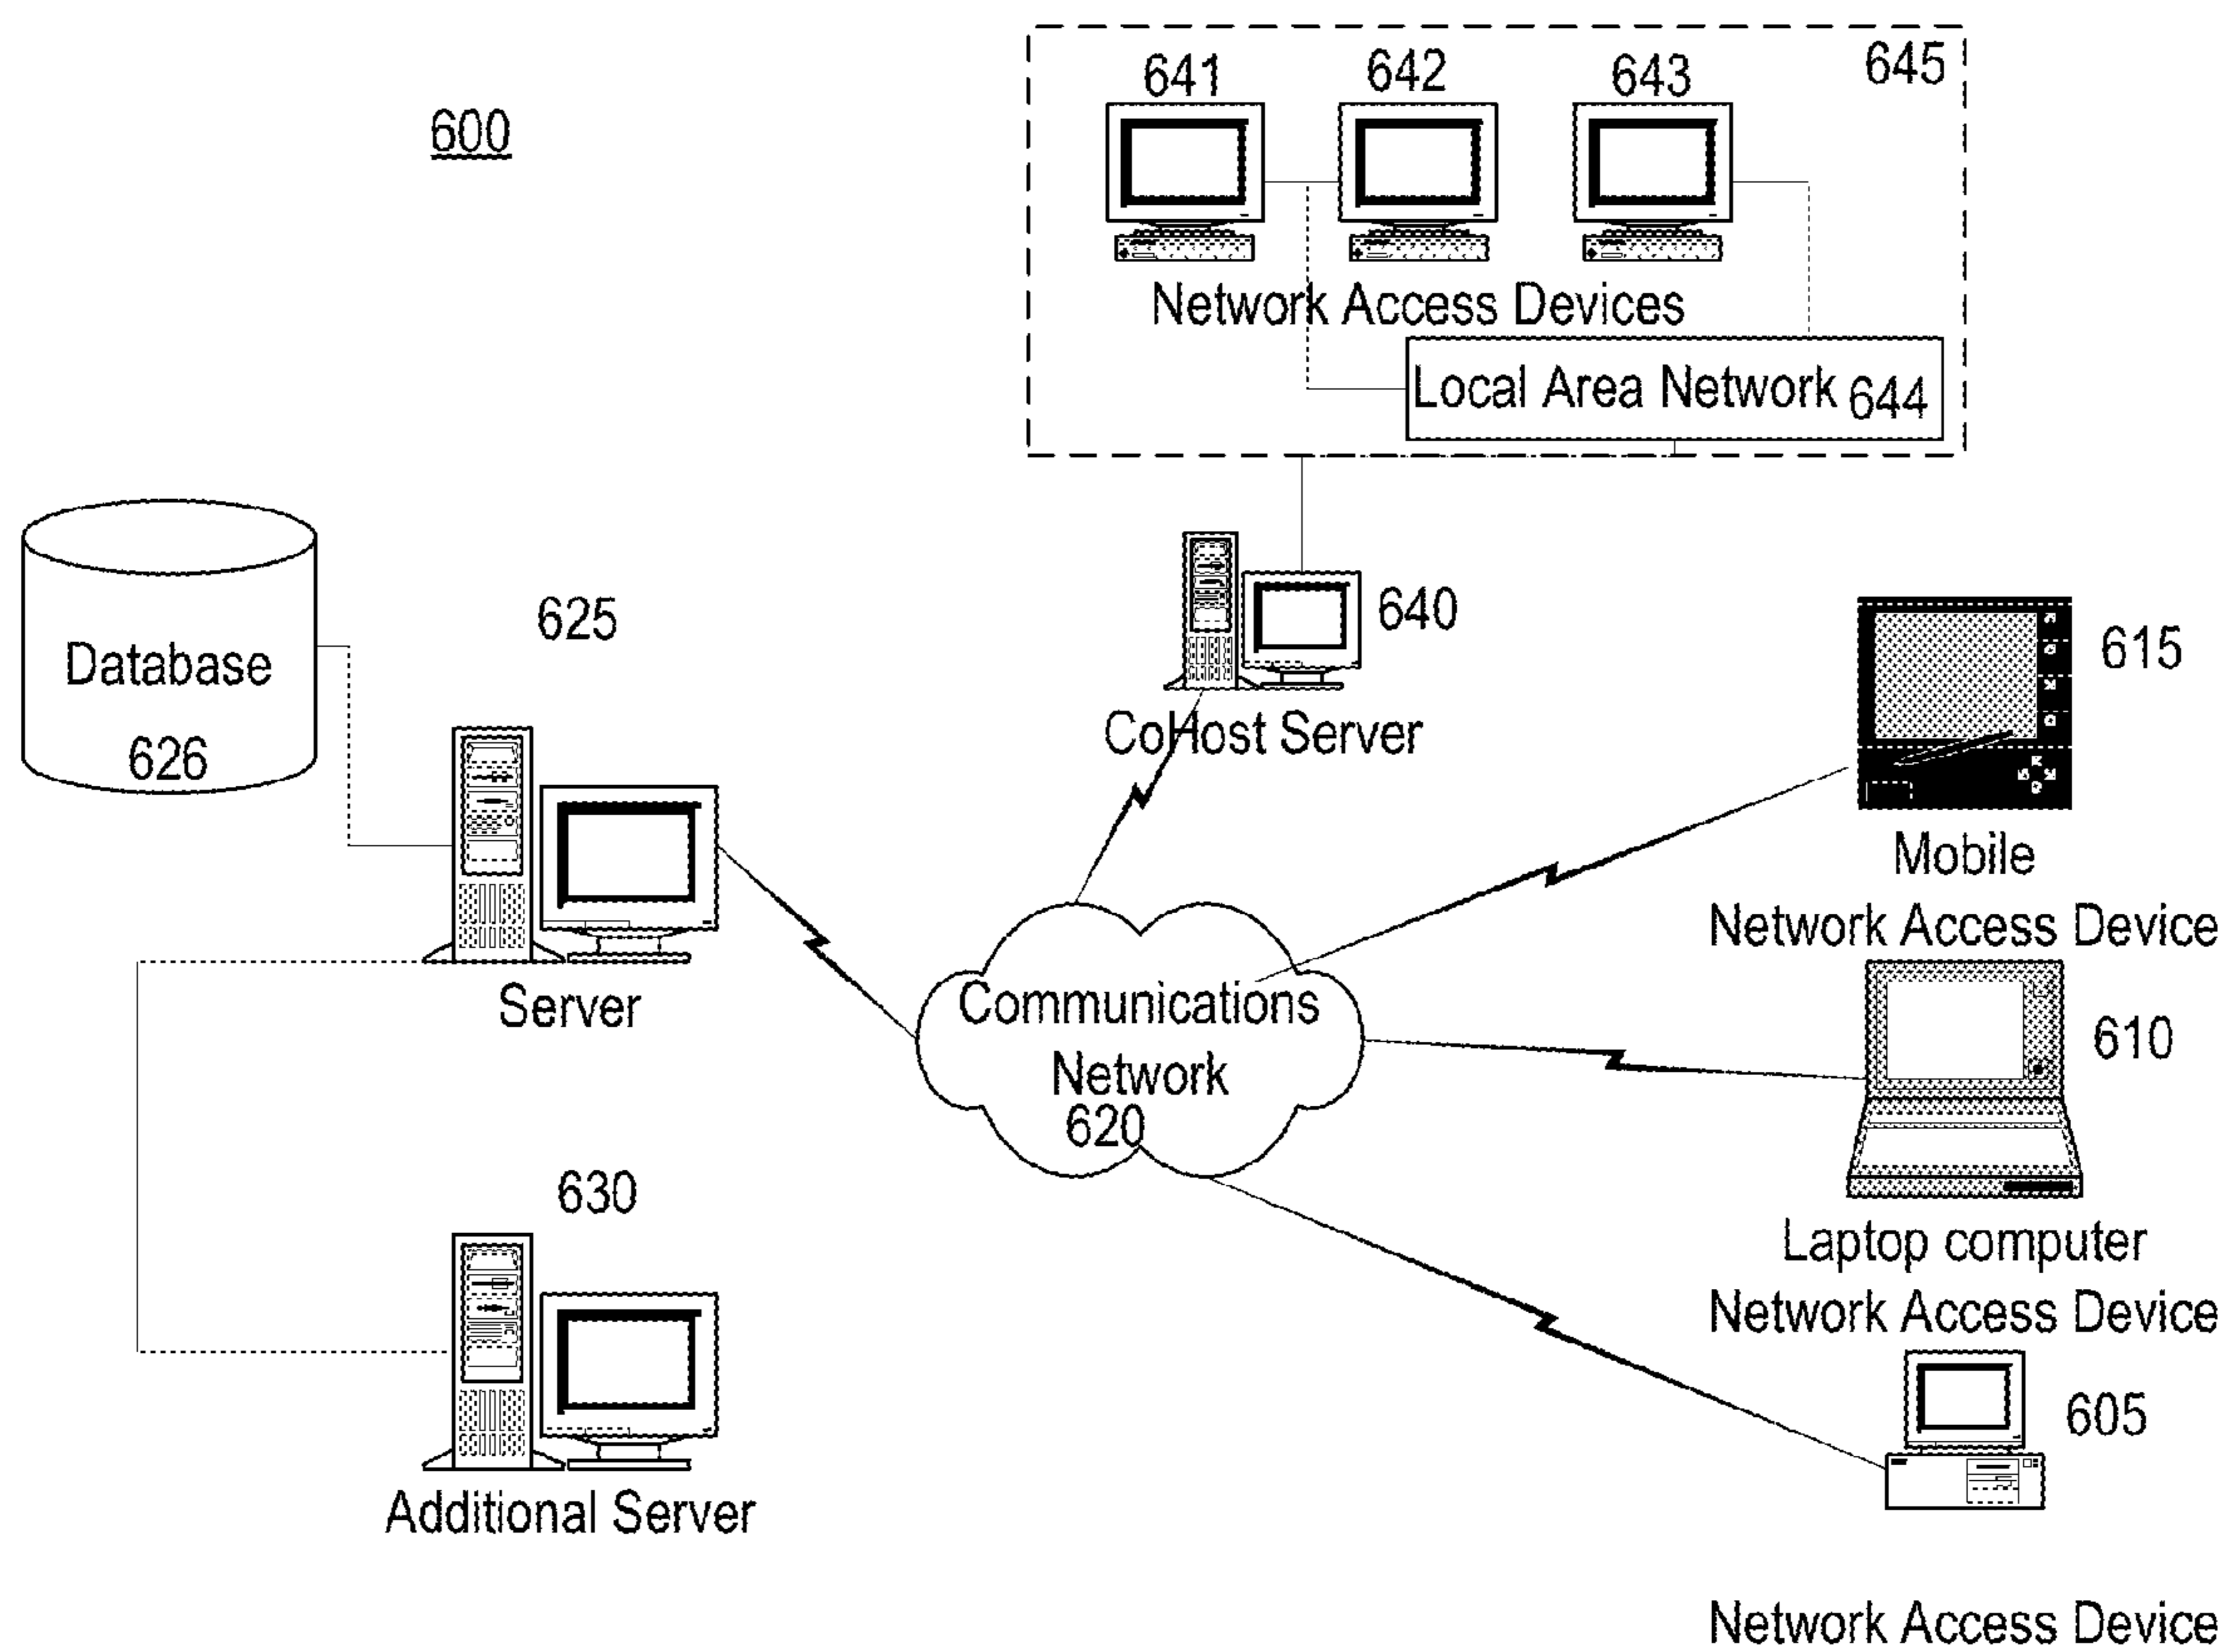 600
641
642
643
645
Network Access Devices
Local Area Network 644
Database
626
625
Server
640
CoHost Server
615
Mobile
Network Access Device
Communications
Network
620
610
Laptop computer
Network Access Device
630
Additional Server
605
Network Access Device